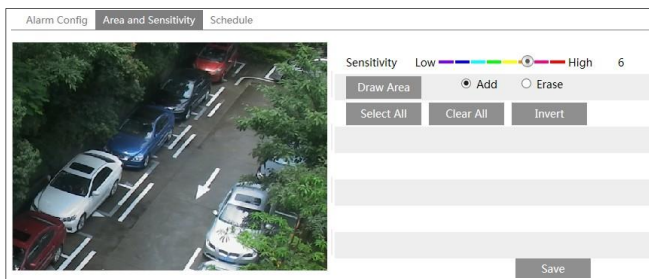 Alarm Config Area and Sensitivity Schedule
Sensitivity Low High 6
Draw Area Add Erase
Select All Clear All Invert
Save